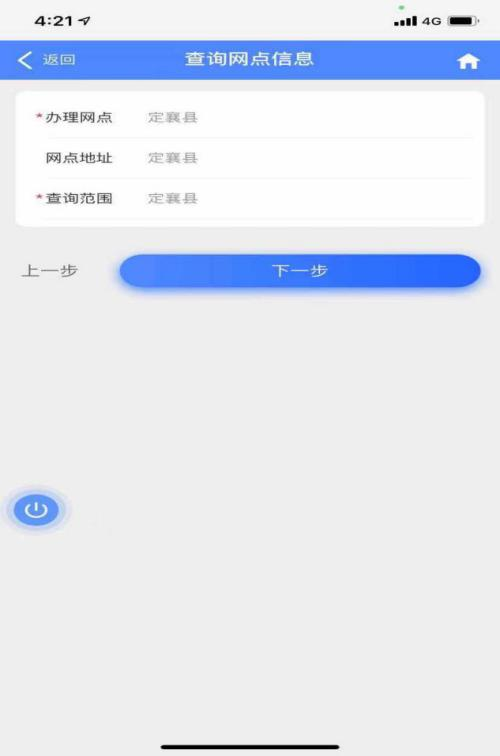 4:21
4G
返回
查询网点信息
*办理网点 定襄县
网点地址 定襄县
*查询范围 定襄县
上一步 下一步